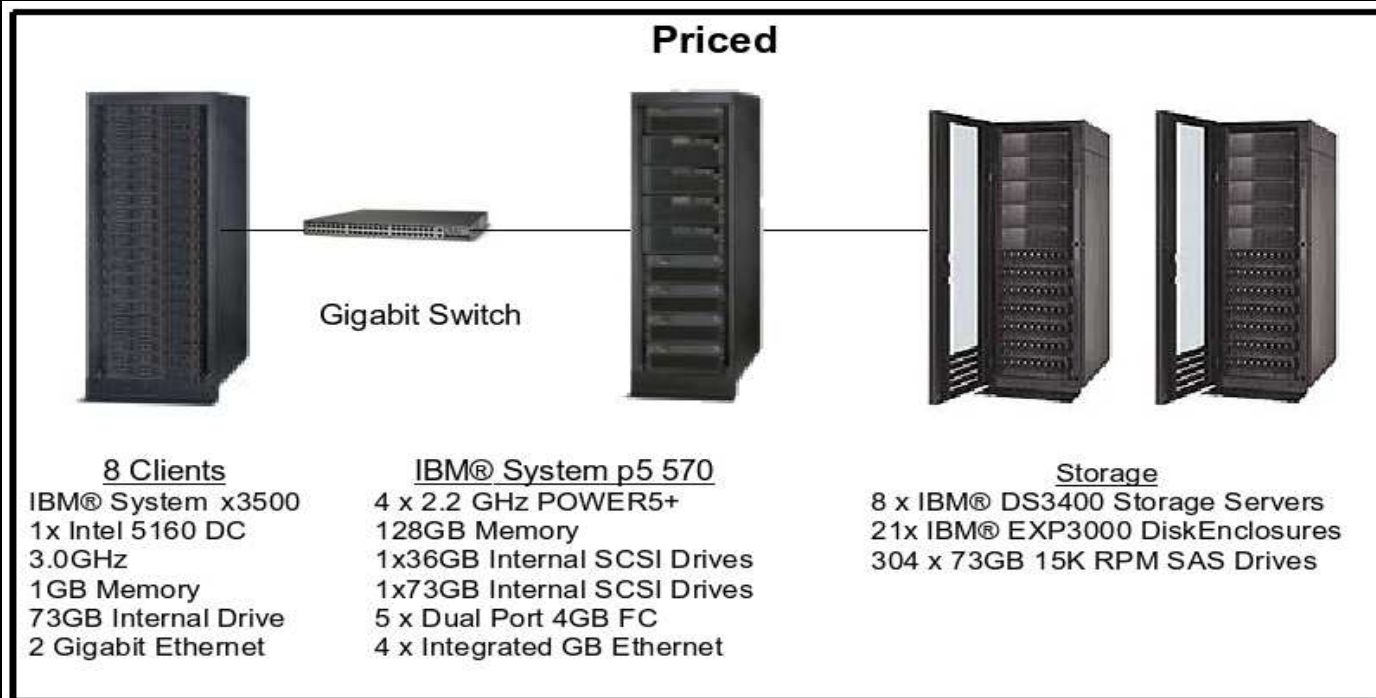 Priced
Gigabit Switch
8 Clients
IBM® System x3500
1x Intel 5160 DC
3.0GHz
1GB Memory
73GB Internal Drive
2 Gigabit Ethernet
IBM® System p5 570
4 x 2.2 GHz POWER5+
128GB Memory
1x36GB Internal SCSI Drives
1x73GB Internal SCSI Drives
5 x Dual Port 4GB FC
4 x Integrated GB Ethernet
Storage
8 x IBM® DS3400 Storage Servers
21x IBM® EXP3000 DiskEnclosures
304 x 73GB 15K RPM SAS Drives